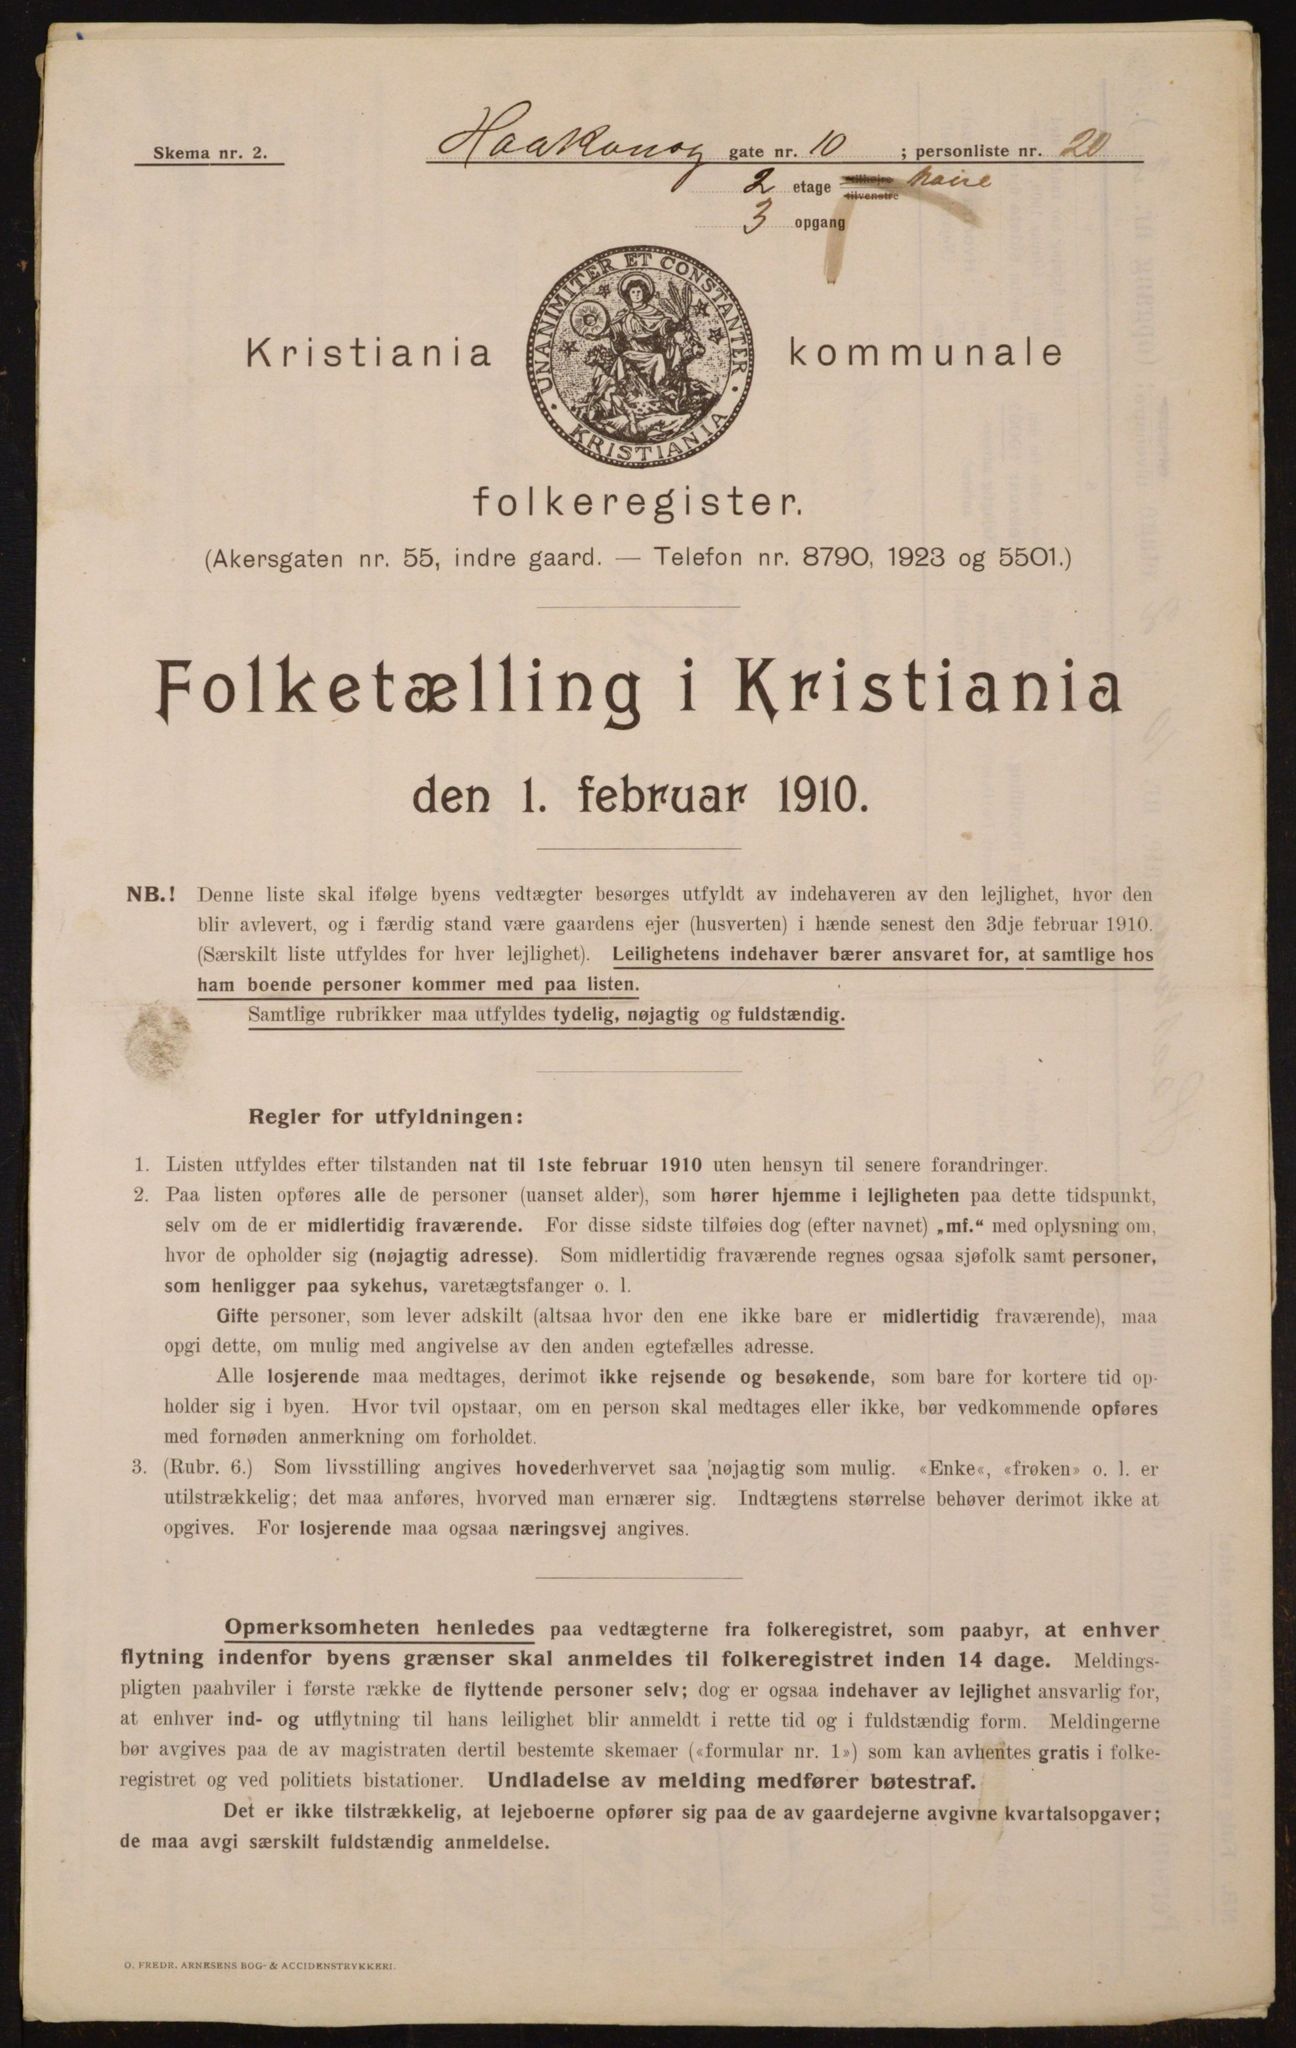 Skema nr. 2.
Haakonsg gate nr. 10 ; personliste nr. 20
2 etage tilhøire
tilvenstre
3 opgang
UNANIMITER ET CONSTANTER
KRISTIANIA
Kristiania kommunale
folkeregister.
(Akersgaten nr. 55, indre gaard. — Telefon nr. 8790, 1923 og 5501.)
Folketælling i Kristiania
den 1. februar 1910.
NB.! Denne liste skal ifølge byens vedtægter besørges utfyldt av indehaveren av den lejlighet, hvor den
blir avlevert, og i færdig stand være gaardens ejer (husverten) i hænde senest den 3dje februar 1910.
(Særskilt liste utfyldes for hver lejlighet). Leilighetens indehaver bærer ansvaret for, at samtlige hos
ham boende personer kommer med paa listen.
Samtlige rubrikker maa utfyldes tydelig, nøjagtig og fuldstændig.
Regler for utfyldningen:
1. Listen utfyldes efter tilstanden nat til 1ste februar 1910 uten hensyn til senere forandringer.
2. Paa listen opføres alle de personer (uanset alder), som hører hjemme i lejligheten paa dette tidspunkt,
selv om de er midlertidig fraværende. For disse sidste tilføies dog (efter navnet) „mf.“ med oplysning om,
hvor de opholder sig (nøjagtig adresse). Som midlertidig fraværende regnes ogsaa sjøfolk samt personer,
som henligger paa sykehus, varetægtsfanger o. l.
Gifte personer, som lever adskilt (altsaa hvor den ene ikke bare er midlertidig fraværende), maa
opgi dette, om mulig med angivelse av den anden egtefælles adresse.
Alle losjerende maa medtages, derimot ikke rejsende og besøkende, som bare for kortere tid op-
holder sig i byen. Hvor tvil opstaar, om en person skal medtages eller ikke, bør vedkommende opføres
med fornøden anmerkning om forholdet.
3. (Rubr. 6.) Som livsstilling angives hovederhvervet saa nøjagtig som mulig. «Enke«, «frøken» o. l. er
utilstrækkelig; det maa anføres, hvorved man ernærer sig. Indtægtens størrelse behøver derimot ikke at
opgives. For losjerende maa ogsaa næringsvej angives.
Opmerksomheten henledes paa vedtægterne fra folkeregistret, som paabyr, at enhver
flytning indenfor byens grænser skal anmeldes til folkeregistret inden 14 dage. Meldings-
pligten paahviler i første række de flyttende personer selv; dog er ogsaa indehaver av lejlighet ansvarlig for,
at enhver ind- og utflytning til hans leilighet blir anmeldt i rette tid og i fuldstændig form. Meldingerne
bør avgives paa de av magistraten dertil bestemte skemaer («formular nr. 1») som kan avhentes gratis i folke-
registret og ved politiets bistationer. Undladelse av melding medfører bøtestraf.
Det er ikke tilstrækkelig, at lejeboerne opfører sig paa de av gaardejerne avgivne kvartalsopgaver;
de maa avgi særskilt fuldstændig anmeldelse.
O. FREDR. ARNESENS BOG- & ACCIDENSTRYKKERI.